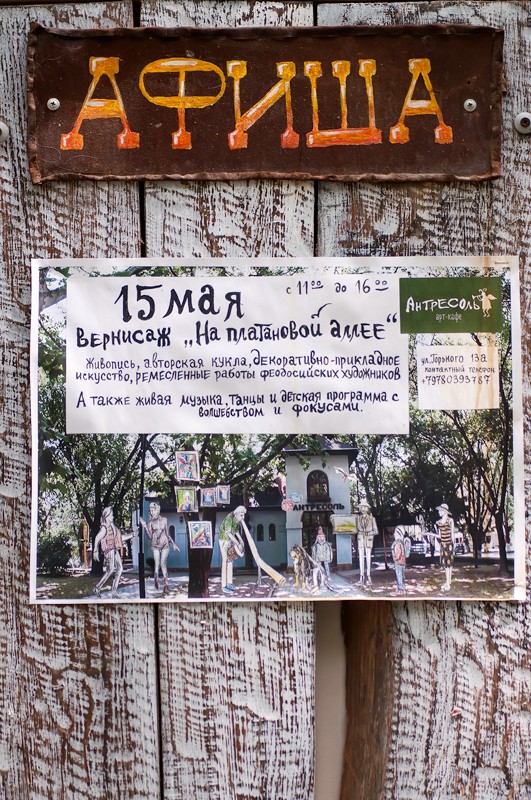 АФИША
15 мая
с 11⁰⁰ до 16⁰⁰
Вернисаж „На платановой аллее“
Живопись, авторская кукла, декоративно-прикладное
искусство, ремесленные работы феодосийских художников
А также живая музыка, танцы и детская программа с
волшебством и фокусами.
Антресоль
арт-кафе
ул. Горького 13а
контактный телефон
+79780393787
АНТРЕСОЛЬ